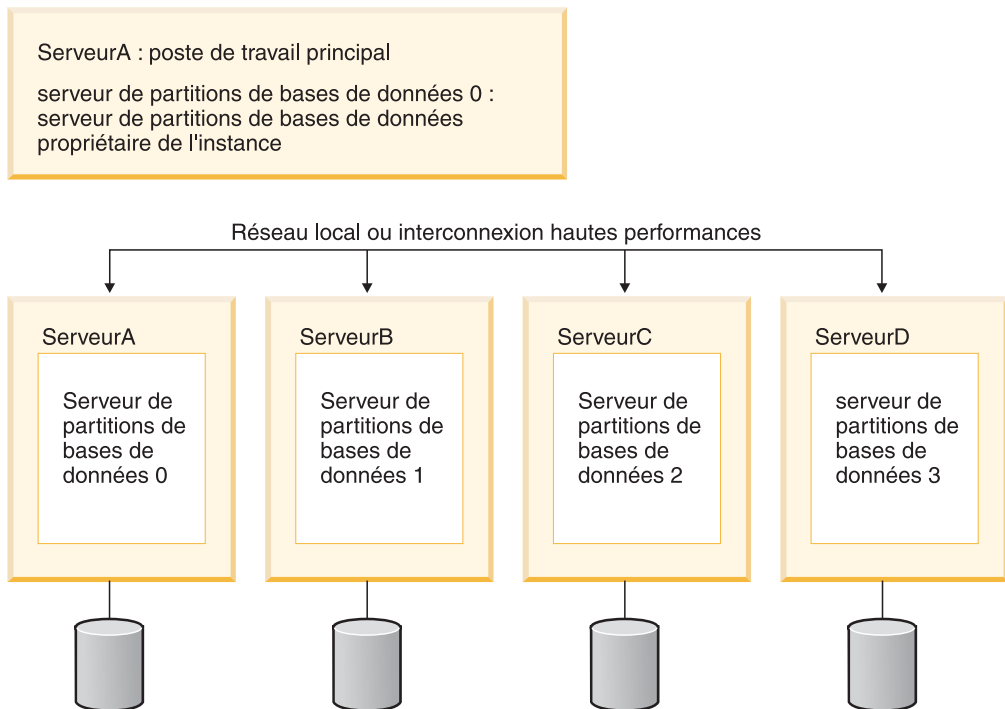 ServeurA : poste de travail principal
serveur de partitions de bases de données 0 :
serveur de partitions de bases de données
propriétaire de l'instance
Réseau local ou interconnexion hautes performances
ServeurA
Serveur de
partitions de
bases de
données 0
ServeurB
Serveur de
partitions de
bases de
données 1
ServeurC
Serveur de
partitions de
bases de
données 2
ServeurD
serveur de
partitions de
bases de
données 3